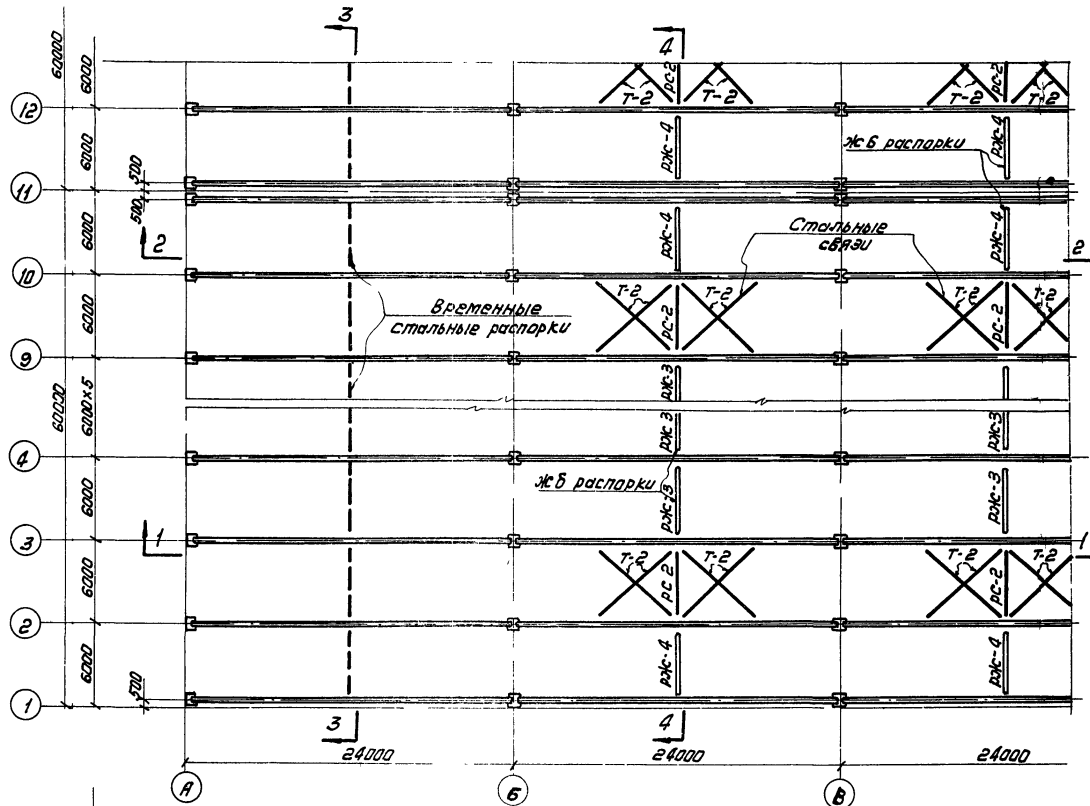 3
4
60000
6000
РС-2
РС-2
12
Т-2
Т-2
Т-2
Т-2
6000
РЖ-4
РЖ-4
ЖБ распорки
500
11
500
6000
РЖ-4
РЖ-4
2
Стальные
связи
2
10
Т-2
Т-2
Т-2
Т-2
6000
РС-2
РС-2
Временные
стальные распорки
9
РЖ-3
60000
6000×5
РЖ-3
РЖ-3
4
ЖБ распорки
6000
РЖ-3
РЖ-3
1
1
3
Т-2
Т-2
Т-2
Т-2
6000
РС-2
РС-2
2
6000
РЖ-4
РЖ-4
500
1
3
4
24000
24000
24000
А
Б
В